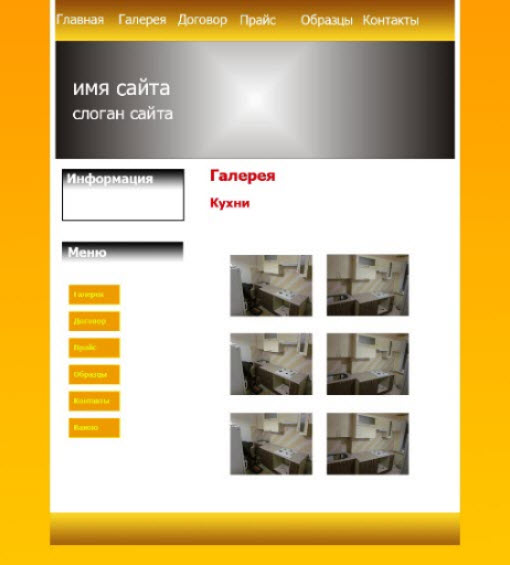 Главная Галерея Договор Прайс Образцы Контакты
имя сайта
слоган сайта
Информация
Галерея
Кухни
Меню
Галерея
Договор
Прайс
Образцы
Контакты